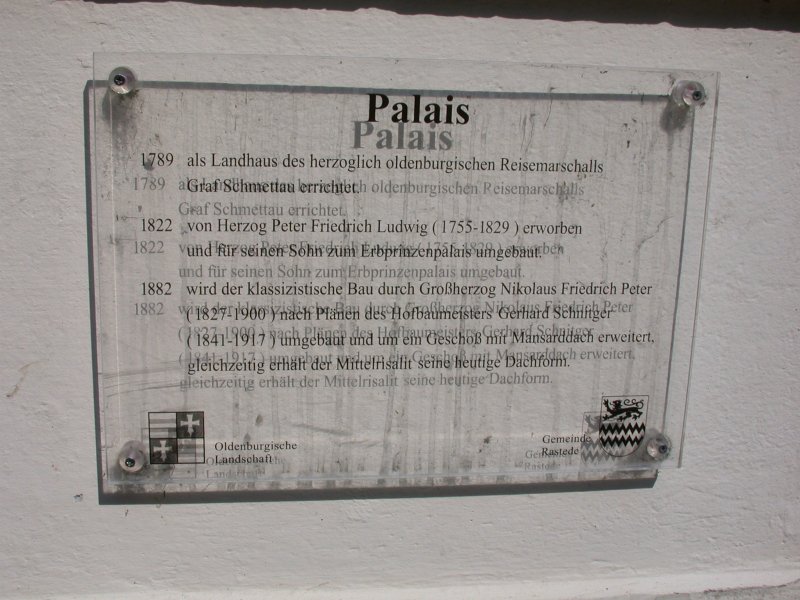 Palais
1789 als Landhaus des herzoglich oldenburgischen Reisemarschalls
Graf Schmettau errichtet.
1822 von Herzog Peter Friedrich Ludwig ( 1755-1829 ) erworben
und für seinen Sohn zum Erbprinzenpalais umgebaut.
1882 wird der klassizistische Bau durch Großherzog Nikolaus Friedrich Peter
( 1827-1900 ) nach Plänen des Hofbaumeisters Gerhard Schnitger
( 1841-1917 ) umgebaut und um ein Geschoß mit Mansarddach erweitert,
gleichzeitig erhält der Mittelrisalit seine heutige Dachform.
Oldenburgische
Landschaft
Gemeinde
Rastede